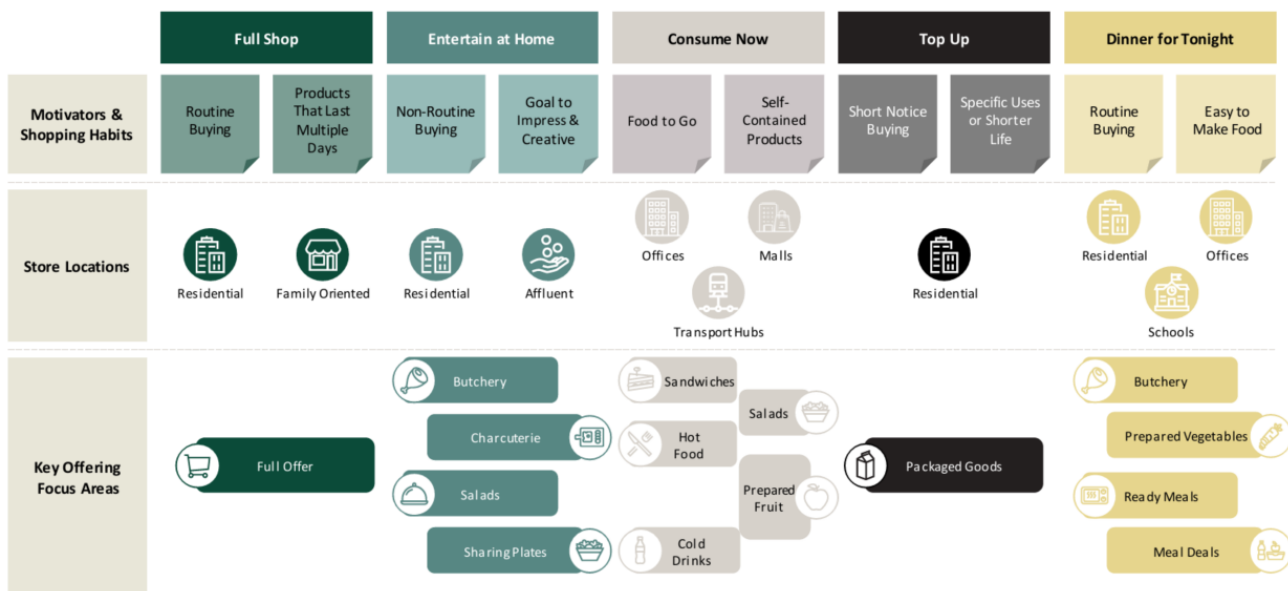 Full Shop
Entertain at Home
Consume Now
Top Up
Dinner for Tonight
Motivators &
Shopping Habits
Routine
Buying
Products
That Last
Multiple
Days
Non-Routine
Buying
Goal to
Impress &
Creative
Food to Go
Self-
Contained
Products
Short Notice
Buying
Specific Uses
or Shorter
Life
Routine
Buying
Easy to
Make Food
Store Locations
Residential
Family Oriented
Residential
Affluent
Offices
Malls
Transport Hubs
Residential
Residential
Offices
Schools
Key Offering
Focus Areas
Full Offer
Butchery
Charcuterie
Salads
Sharing Plates
Sandwiches
Salads
Hot
Food
Prepared
Fruit
Cold
Drinks
Packaged Goods
Butchery
Prepared Vegetables
Ready Meals
Meal Deals